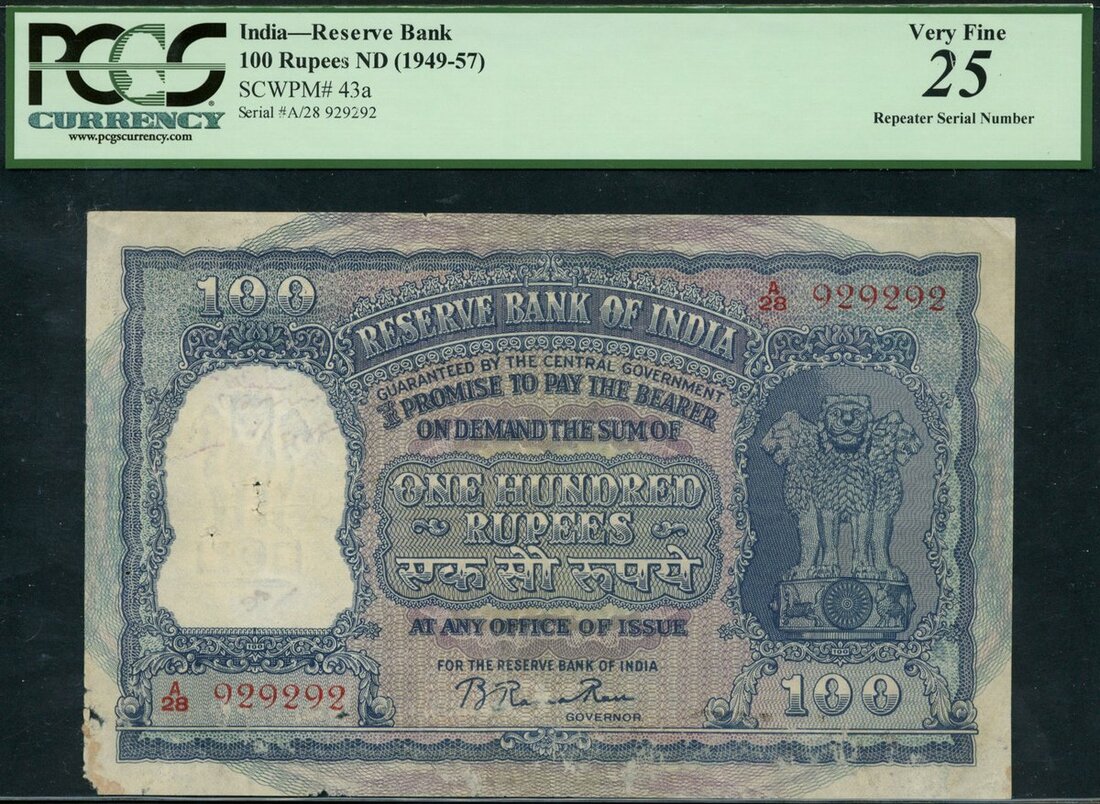 PCGS
CURRENCY
www.pcgscurrency.com
India—Reserve Bank
100 Rupees ND (1949-57)
SCWPM# 43a
Serial #A/28 929292
Very Fine
25
Repeater Serial Number
100
A
28 929292
RESERVE BANK OF INDIA
GUARANTEED BY THE CENTRAL GOVERNMENT
I PROMISE TO PAY THE BEARER
ON DEMAND THE SUM OF
ONE HUNDRED
RUPEES
एक सौ रूपये
AT ANY OFFICE OF ISSUE
FOR THE RESERVE BANK OF INDIA
B Rama Rau
GOVERNOR
A
28 929292
100
100
100